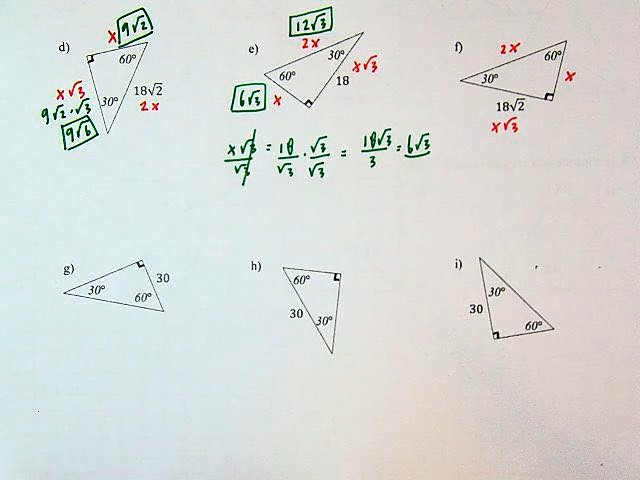 d)
x 9√2
60°
x√3
9√2 · √3
9√6
30°
18√2
2x
e)
12√3
2x
30°
x√3
60°
18
6√3
x
x√3/√3 = 18/√3 · √3/√3 = 18√3/3 = 6√3
f)
2x
60°
30°
x
18√2
x√3
g)
30
30°
60°
h)
60°
30
30°
i)
30°
30
60°